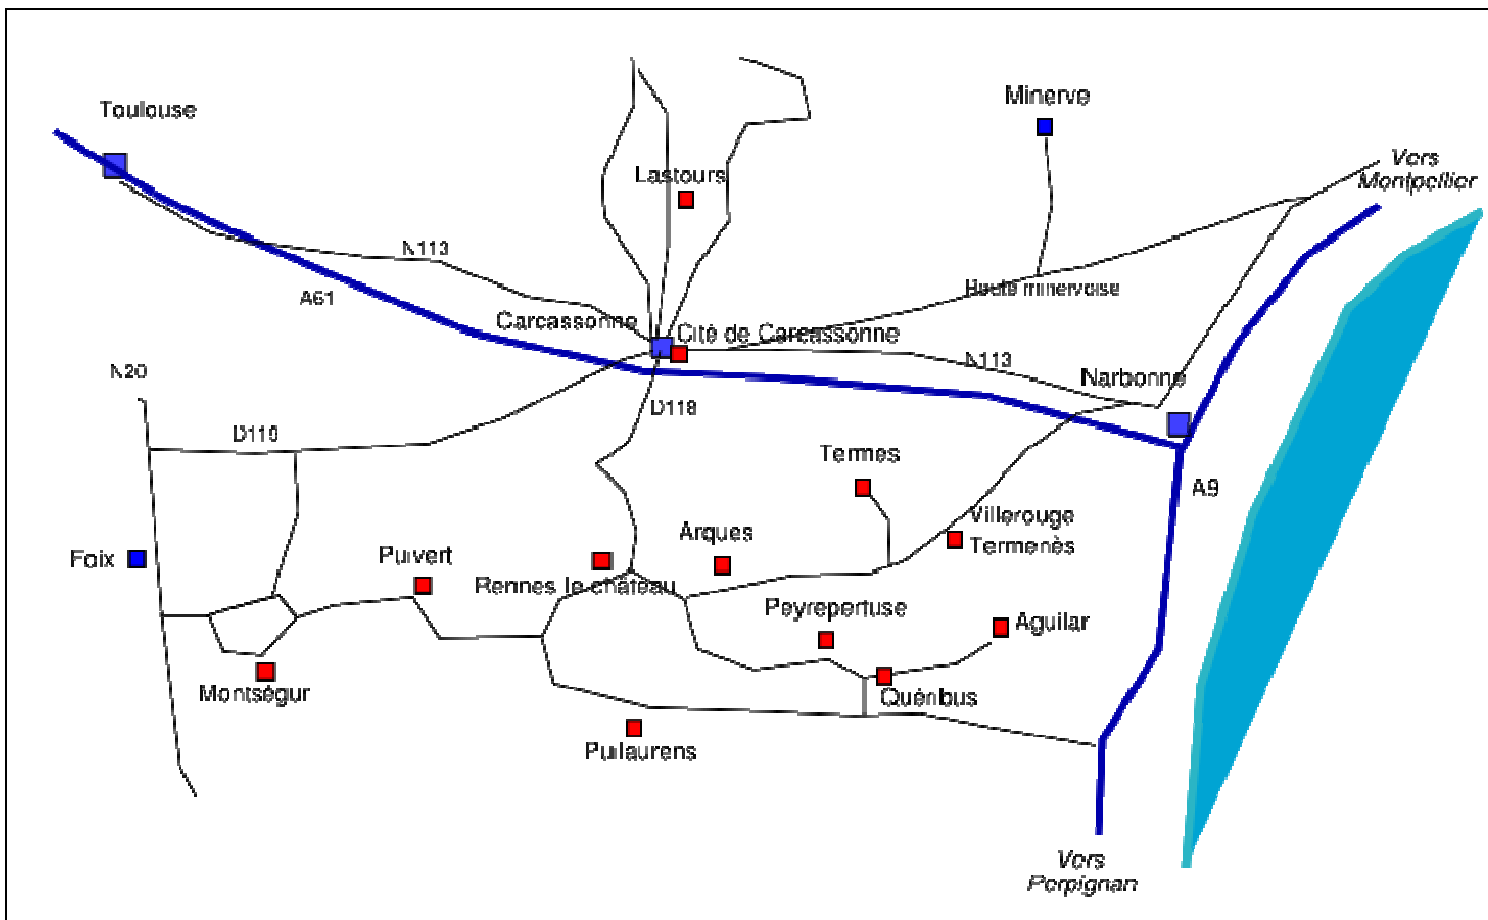 Toulouse
Minerve
Vers
Montpellier
Lastours
N113
A61
Haute minervoise
Carcassonne
Cité de Carcassonne
N113
N20
Narbonne
D118
D119
Termes
A9
Villerouge
Termenès
Arques
Foix
Puivert
Rennes le château
Peyrepertuse
Aguilar
Montségur
Quéribus
Puilaurens
Vers
Perpignan